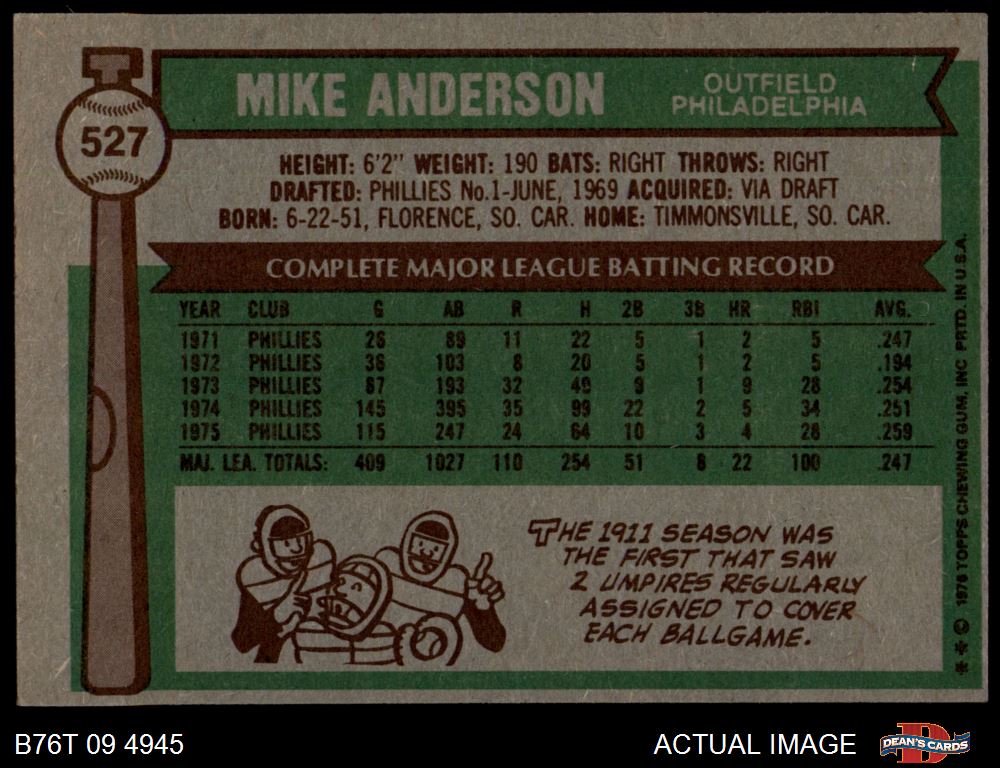 527
MIKE ANDERSON
OUTFIELD
PHILADELPHIA
HEIGHT: 6'2" WEIGHT: 190 BATS: RIGHT THROWS: RIGHT
DRAFTED: PHILLIES No.1-JUNE, 1969 ACQUIRED: VIA DRAFT
BORN: 6-22-51, FLORENCE, SO. CAR. HOME: TIMMONSVILLE, SO. CAR.
COMPLETE MAJOR LEAGUE BATTING RECORD
YEAR CLUB G AB R H 2B 3B HR RBI AVG.
1971 PHILLIES 26 89 11 22 5 1 2 5 .247
1972 PHILLIES 36 103 8 20 5 1 2 5 .194
1973 PHILLIES 87 193 32 49 9 1 9 28 .254
1974 PHILLIES 145 395 35 99 22 2 5 34 .251
1975 PHILLIES 115 247 24 64 10 3 4 28 .259
MAJ. LEA. TOTALS: 409 1027 110 254 51 8 22 100 .247
THE 1911 SEASON WAS
THE FIRST THAT SAW
2 UMPIRES REGULARLY
ASSIGNED TO COVER
EACH BALLGAME.
* * © 1976 TOPPS CHEWING GUM, INC PRTD. IN U.S.A.
B76T 09 4945
ACTUAL IMAGE
D
DEAN'S CARDS